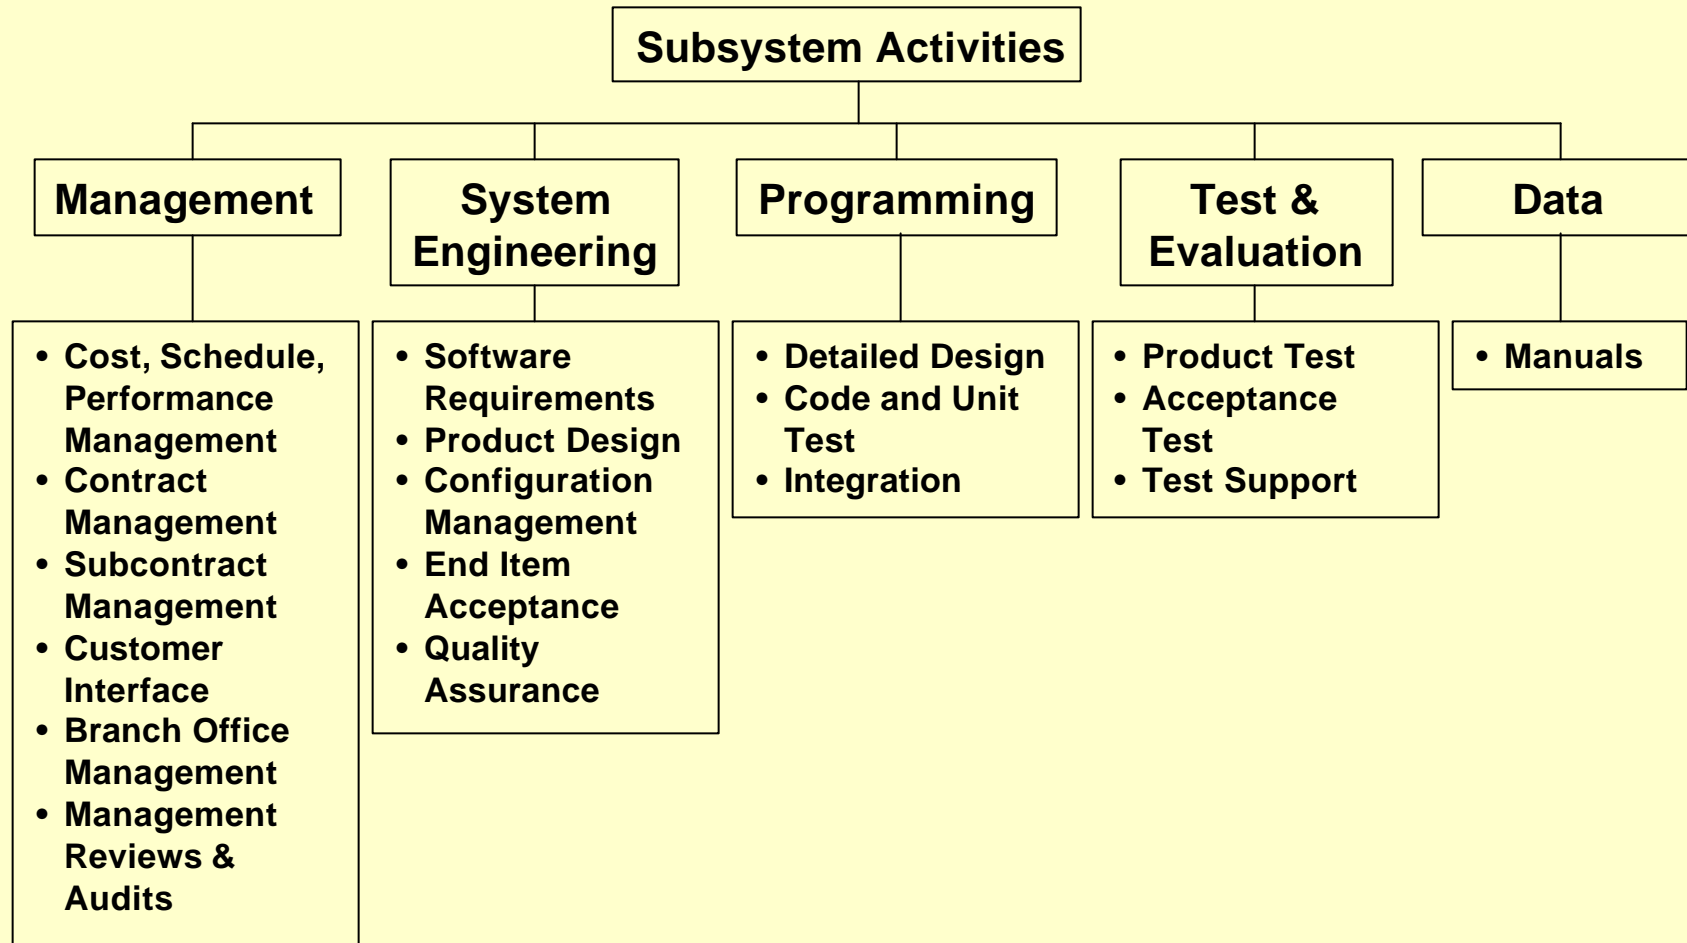 Subsystem Activities
Management
System
Engineering
Programming
Test &
Evaluation
Data
• Cost, Schedule,
Performance
Management
• Contract
Management
• Subcontract
Management
• Customer
Interface
• Branch Office
Management
• Management
Reviews &
Audits
• Software
Requirements
• Product Design
• Configuration
Management
• End Item
Acceptance
• Quality
Assurance
• Detailed Design
• Code and Unit
Test
• Integration
• Product Test
• Acceptance
Test
• Test Support
• Manuals